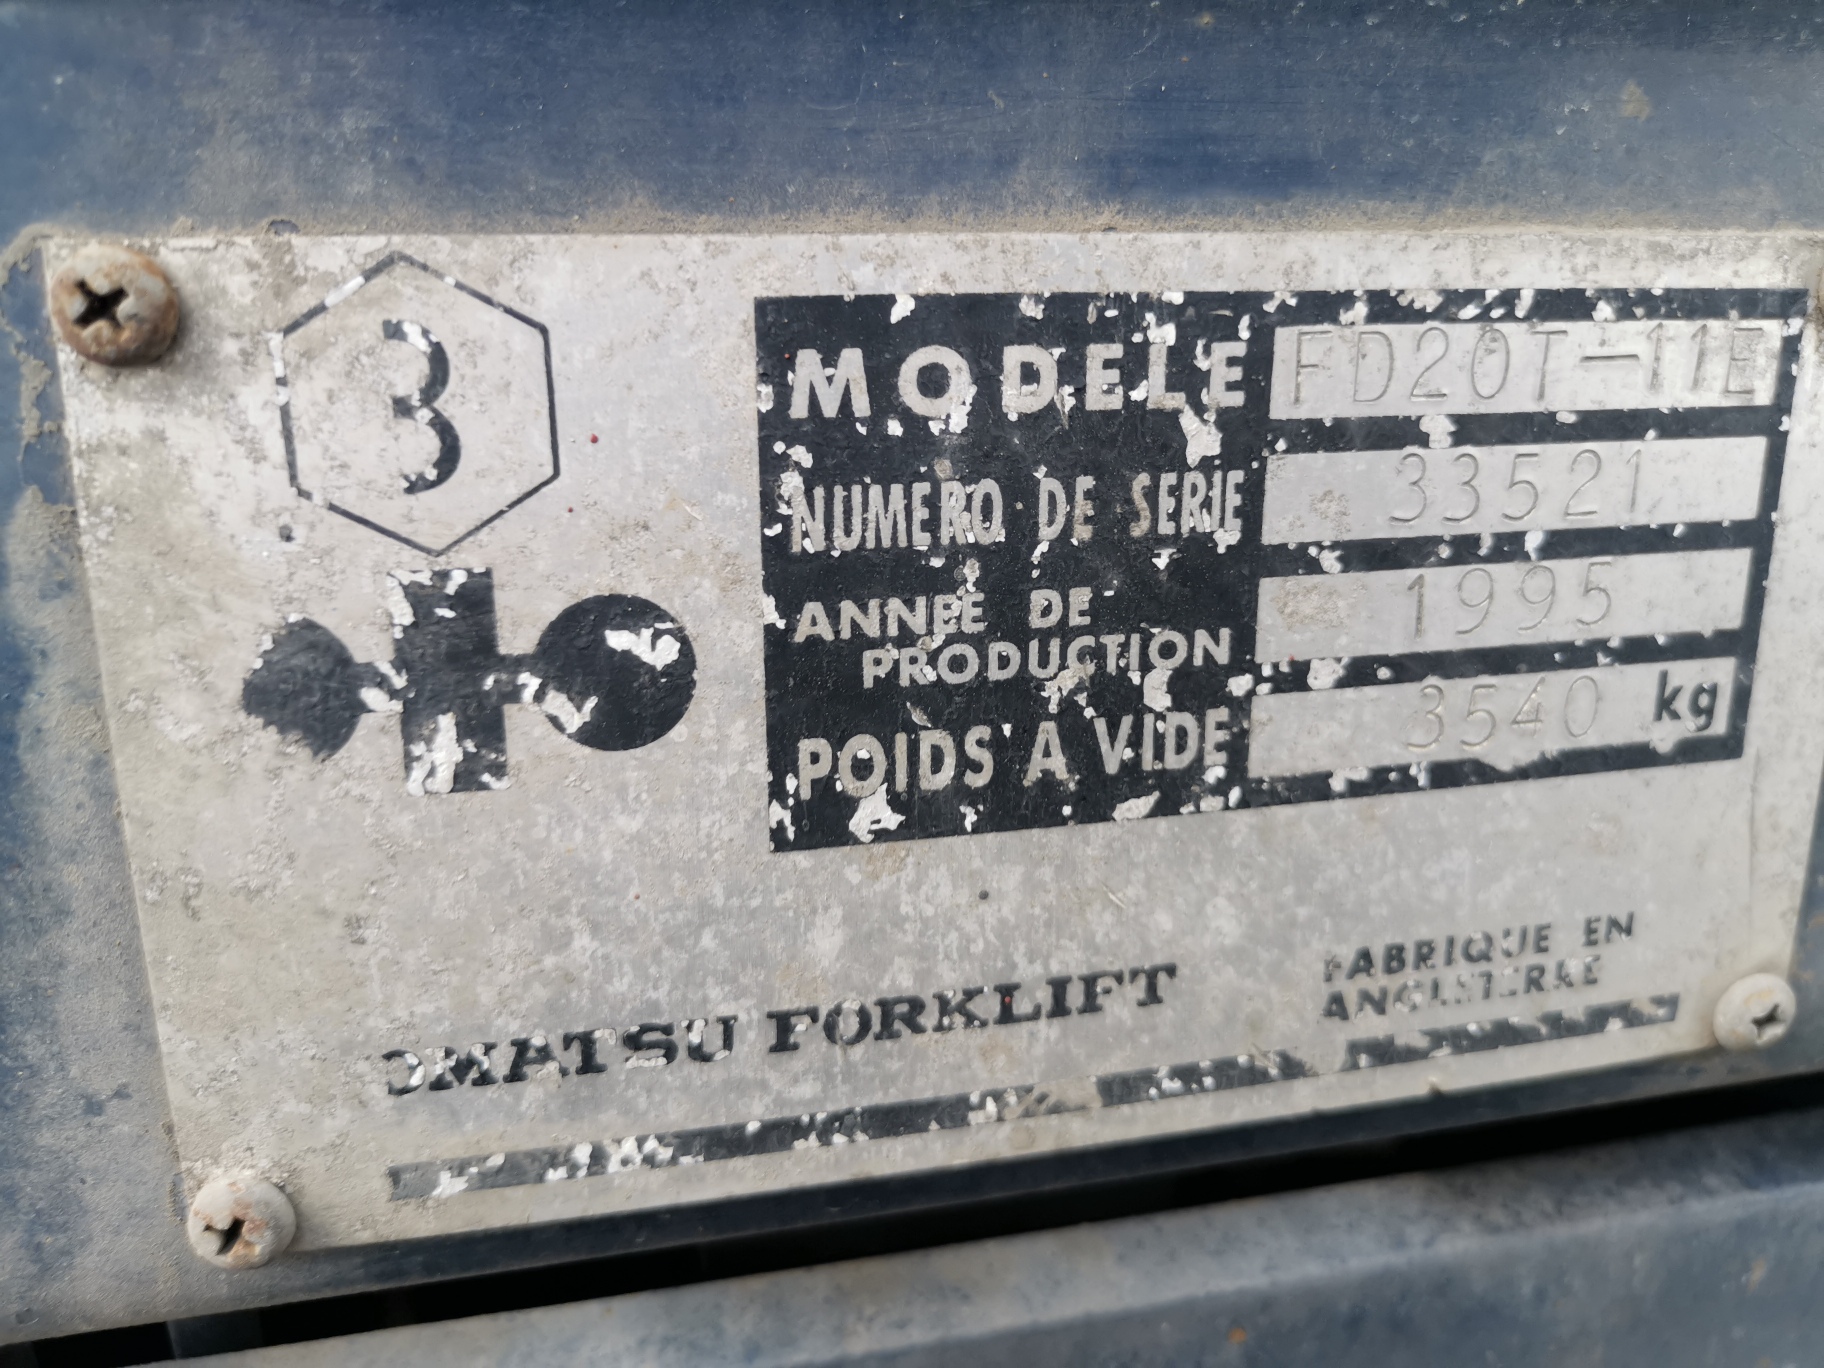 3
MODELE FD20T-11E
NUMERO DE SERIE 33521
ANNEE DE
PRODUCTION 1995
POIDS A VIDE 3540 kg
OMATSU FORKLIFT
FABRIQUE EN
ANGLETERRE